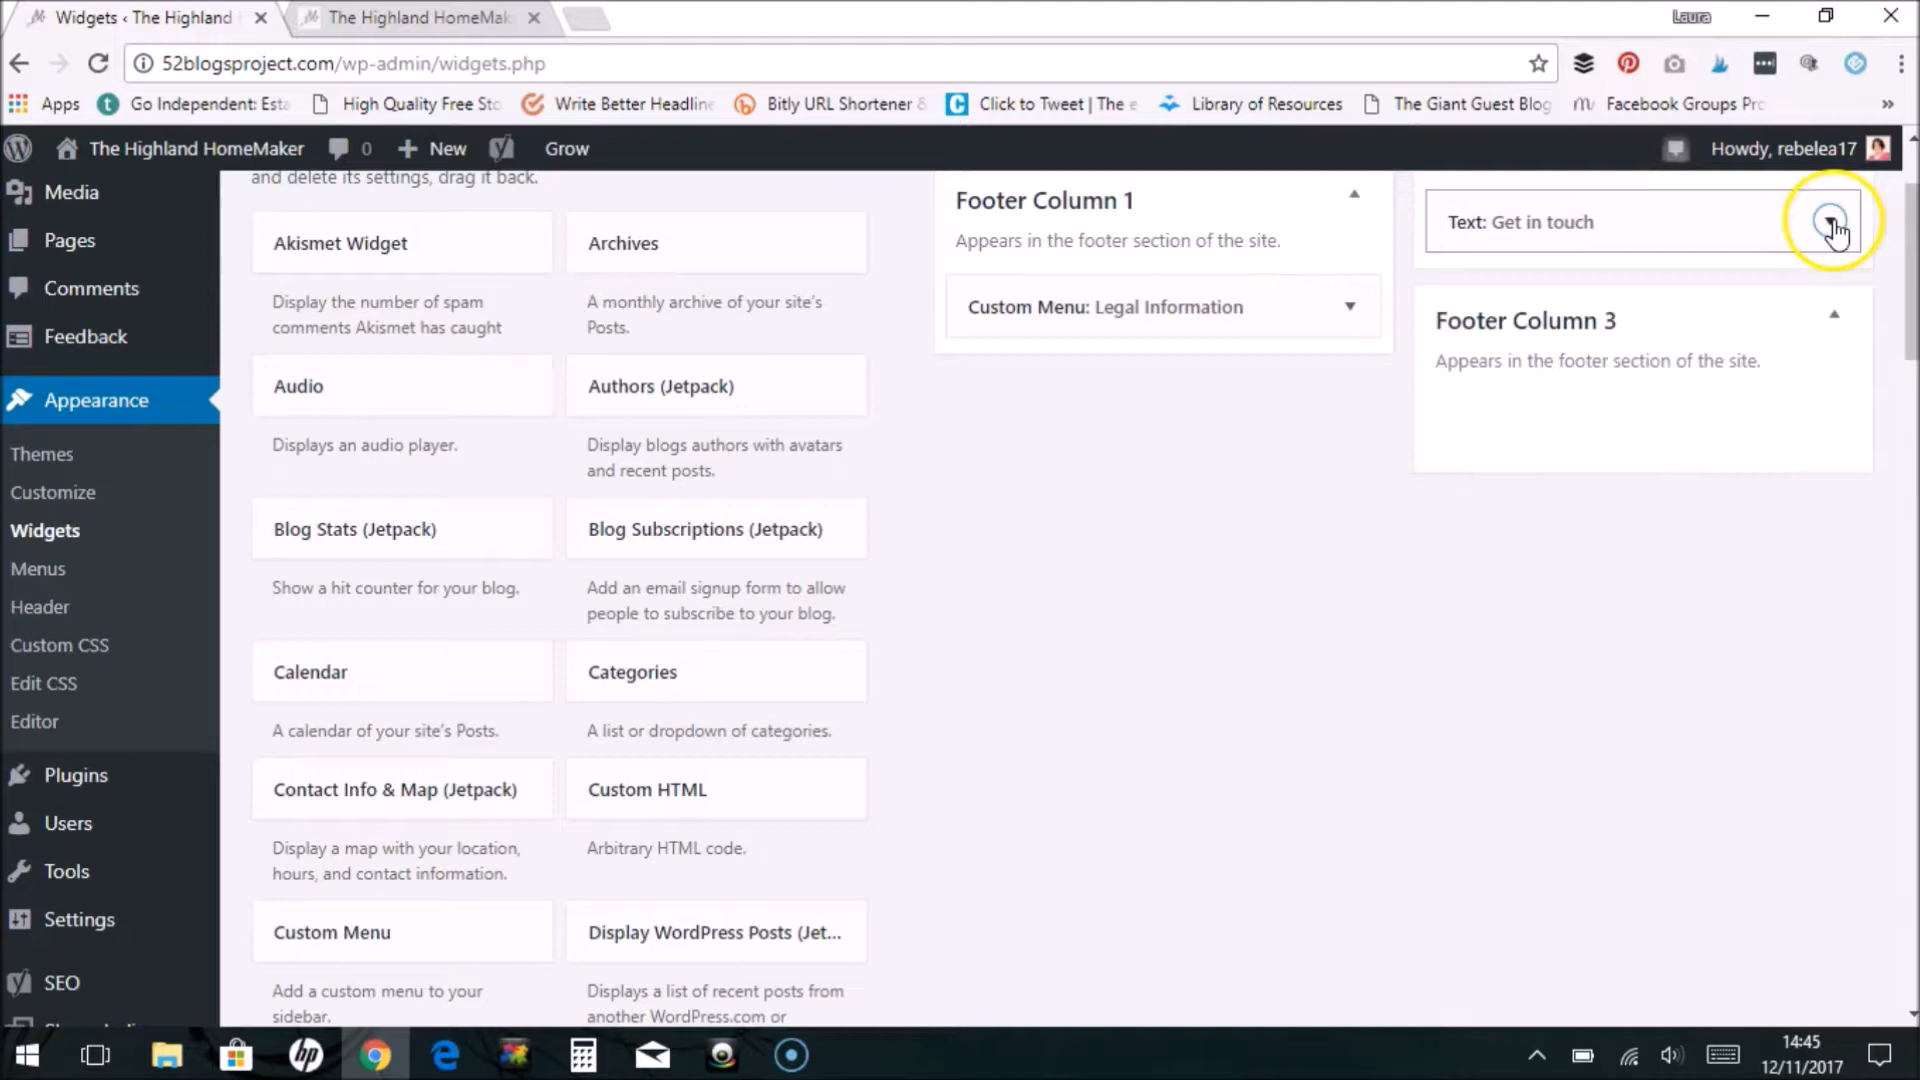 Widgets ‹ The Highland
The Highland HomeMak
Laura
52blogsproject.com/wp-admin/widgets.php
Apps
Go Independent: Esta
High Quality Free Sto
Write Better Headline
Bitly URL Shortener &
Click to Tweet | The e
Library of Resources
The Giant Guest Blog
Facebook Groups Pro
»
The Highland HomeMaker
0
New
Grow
Howdy, rebelea17
Media
Pages
Comments
Feedback
Appearance
Themes
Customize
Widgets
Menus
Header
Custom CSS
Edit CSS
Editor
Plugins
Users
Tools
Settings
SEO
and delete its settings, drag it back.
Akismet Widget
Display the number of spam
comments Akismet has caught
Archives
A monthly archive of your site's
Posts.
Audio
Displays an audio player.
Authors (Jetpack)
Display blogs authors with avatars
and recent posts.
Blog Stats (Jetpack)
Show a hit counter for your blog.
Blog Subscriptions (Jetpack)
Add an email signup form to allow
people to subscribe to your blog.
Calendar
A calendar of your site's Posts.
Categories
A list or dropdown of categories.
Contact Info & Map (Jetpack)
Display a map with your location,
hours, and contact information.
Custom HTML
Arbitrary HTML code.
Custom Menu
Add a custom menu to your
sidebar.
Display WordPress Posts (Jet...
Displays a list of recent posts from
another WordPress.com or
Footer Column 1
Appears in the footer section of the site.
Custom Menu: Legal Information
Text: Get in touch
Footer Column 3
Appears in the footer section of the site.
hp
14:45
12/11/2017